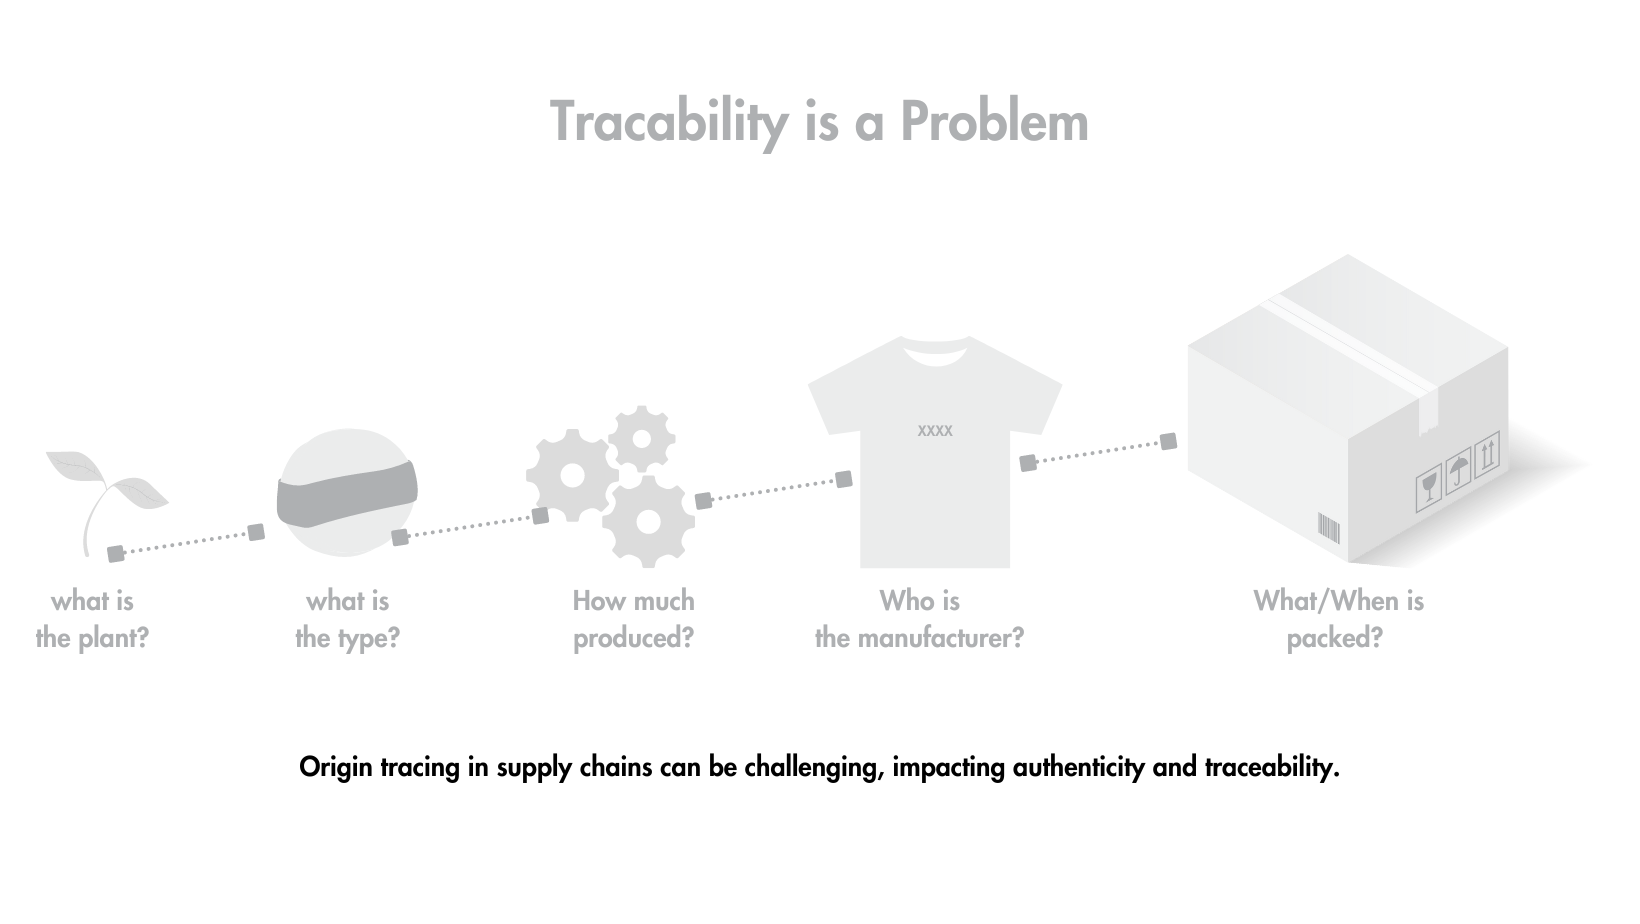 Tracability is a Problem
XXXX
what is
the plant?
what is
the type?
How much
produced?
Who is
the manufacturer?
What/When is
packed?
Origin tracing in supply chains can be challenging, impacting authenticity and traceability.